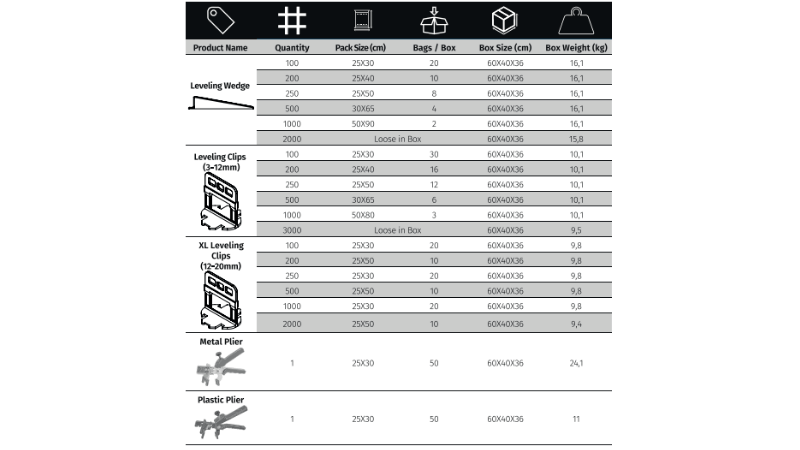 Product Name Quantity Pack Size (cm) Bags / Box Box Size (cm) Box Weight (kg)
Leveling Wedge
100 25X30 20 60X40X36 16,1
200 25X40 10 60X40X36 16,1
250 25X50 8 60X40X36 16,1
500 30X65 4 60X40X36 16,1
1000 50X90 2 60X40X36 16,1
2000 Loose in Box 60X40X36 15,8
Leveling Clips
(3-12mm)
100 25X30 30 60X40X36 10,1
200 25X40 16 60X40X36 10,1
250 25X50 12 60X40X36 10,1
500 30X65 6 60X40X36 10,1
1000 50X80 3 60X40X36 10,1
3000 Loose in Box 60X40X36 9,5
XL Leveling
Clips
(12-20mm)
100 25X30 20 60X40X36 9,8
200 25X50 10 60X40X36 9,8
250 25X30 20 60X40X36 9,8
500 25X50 10 60X40X36 9,8
1000 25X30 20 60X40X36 9,8
2000 25X50 10 60X40X36 9,4
Metal Plier
1 25X30 50 60X40X36 24,1
Plastic Plier
1 25X30 50 60X40X36 11